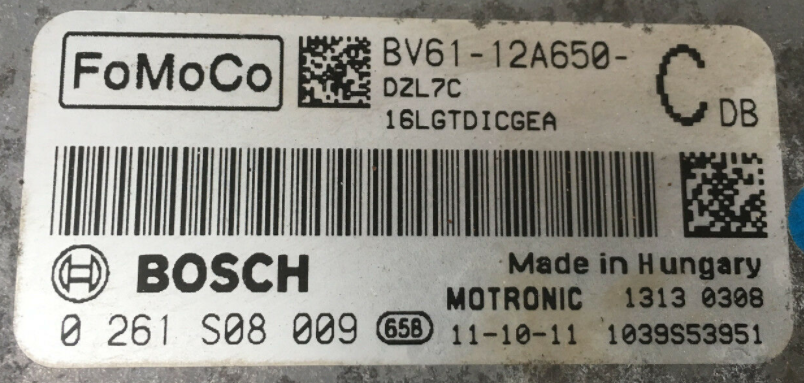 FoMoCo
BV61-12A650-
CDB
DZL7C
16LGTDICGEA
BOSCH
Made in Hungary
MOTRONIC 1313 0308
0 261 S08 009 658 11-10-11 1039S53951